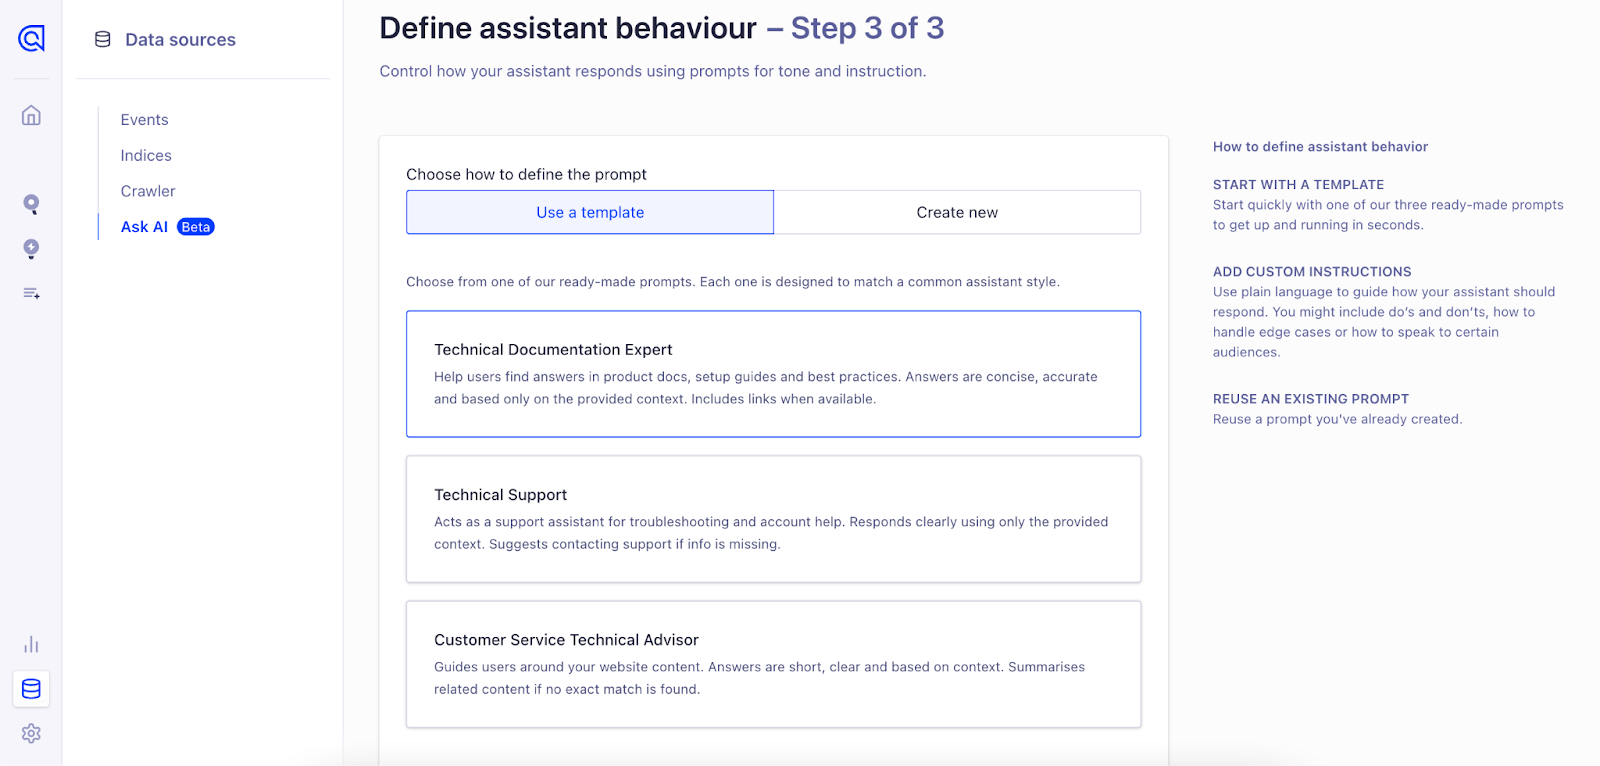 Data sources
Events
Indices
Crawler
Ask AI Beta
Define assistant behaviour – Step 3 of 3
Control how your assistant responds using prompts for tone and instruction.
Choose how to define the prompt
Use a template
Create new
Choose from one of our ready-made prompts. Each one is designed to match a common assistant style.
Technical Documentation Expert
Help users find answers in product docs, setup guides and best practices. Answers are concise, accurate
and based only on the provided context. Includes links when available.
Technical Support
Acts as a support assistant for troubleshooting and account help. Responds clearly using only the provided
context. Suggests contacting support if info is missing.
Customer Service Technical Advisor
Guides users around your website content. Answers are short, clear and based on context. Summarises
related content if no exact match is found.
How to define assistant behavior
START WITH A TEMPLATE
Start quickly with one of our three ready-made prompts
to get up and running in seconds.
ADD CUSTOM INSTRUCTIONS
Use plain language to guide how your assistant should
respond. You might include do’s and don’ts, how to
handle edge cases or how to speak to certain
audiences.
REUSE AN EXISTING PROMPT
Reuse a prompt you've already created.